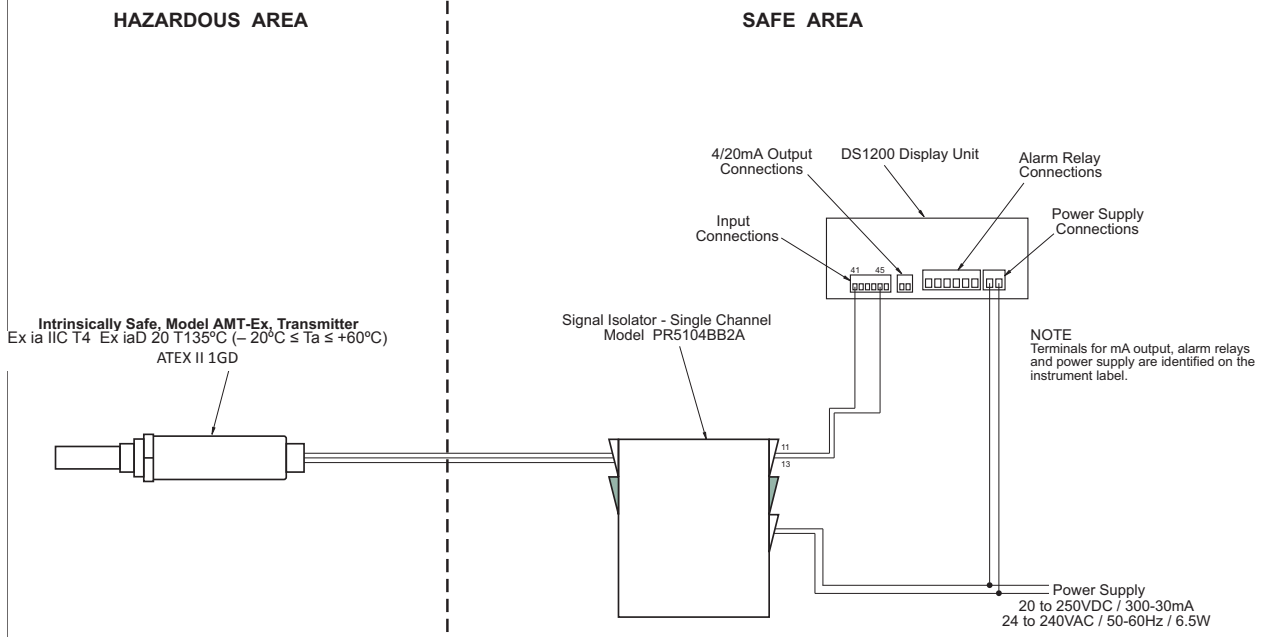 HAZARDOUS AREA
SAFE AREA
4/20mA Output
Connections
DS1200 Display Unit
Alarm Relay
Connections
Input
Connections
Power Supply
Connections
41
45
Intrinsically Safe, Model AMT-Ex, Transmitter
Ex ia IIC T4 Ex iaD 20 T135ºC (– 20ºC ≤ Ta ≤ +60ºC)
ATEX II 1GD
Signal Isolator - Single Channel
Model PR5104BB2A
NOTE
Terminals for mA output, alarm relays
and power supply are identified on the
instrument label.
11
13
Power Supply
20 to 250VDC / 300-30mA
24 to 240VAC / 50-60Hz / 6.5W